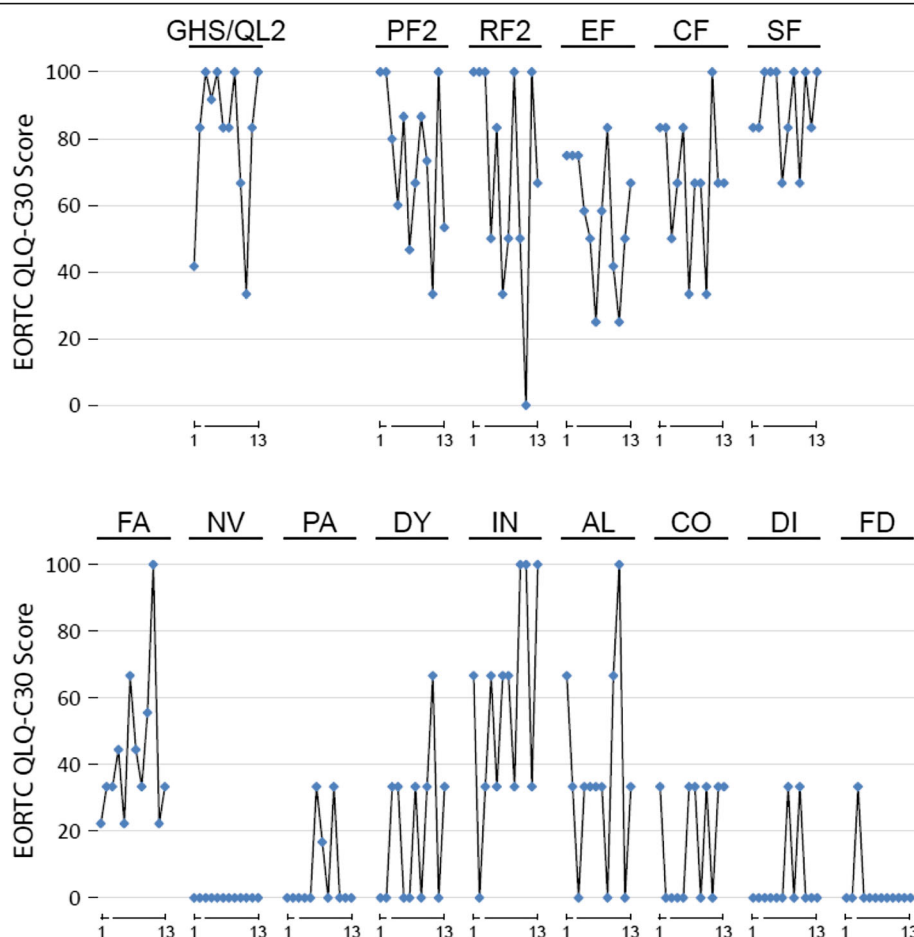 GHS/QL2 PF2 RF2 EF CF SF
EORTC QLQ-C30 Score
100
80
60
40
20
0
1 13 1 13 1 13 1 13 1 13 1 13
FA NV PA DY IN AL CO DI FD
EORTC QLQ-C30 Score
100
80
60
40
20
0
1 13 1 13 1 13 1 13 1 13 1 13 1 13 1 13 1 13